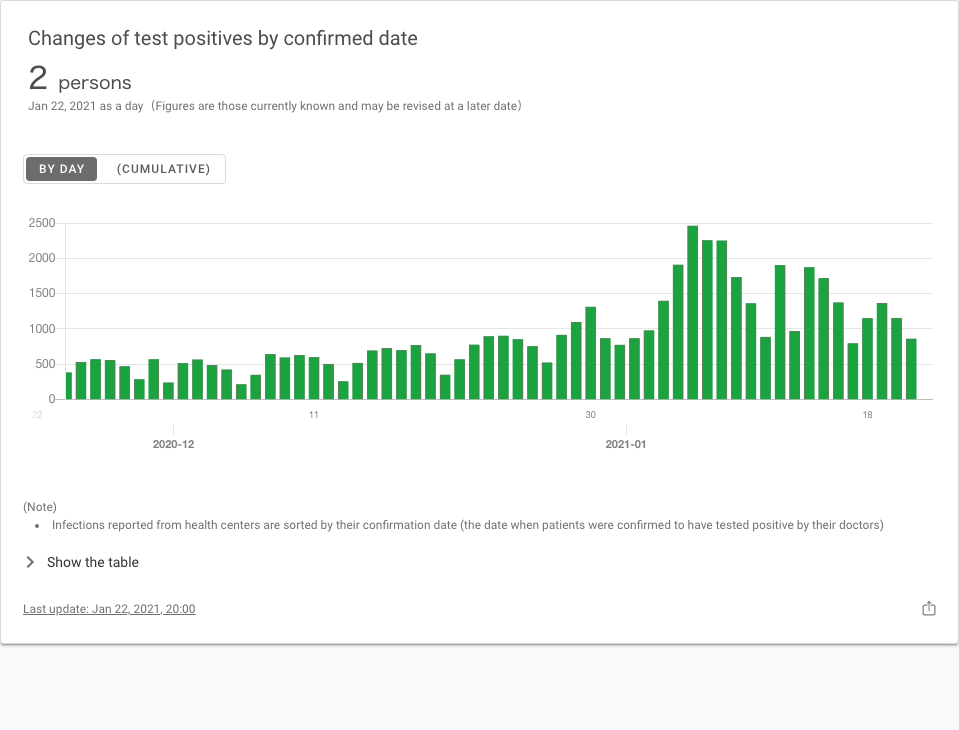 Changes of test positives by confirmed date
2 persons
Jan 22, 2021 as a day (Figures are those currently known and may be revised at a later date)
BY DAY (CUMULATIVE)
2500
2000
1500
1000
500
0
22 11 30 18
2020-12 2021-01
(Note)
• Infections reported from health centers are sorted by their confirmation date (the date when patients were confirmed to have tested positive by their doctors)
Show the table
Last update: Jan 22, 2021, 20:00